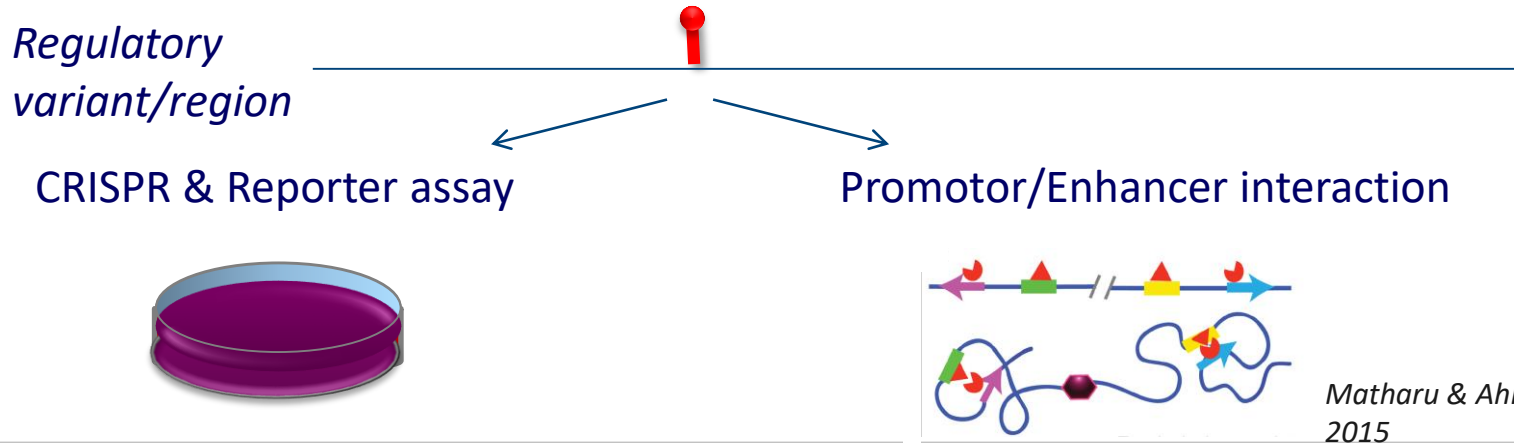 Regulatory
variant/region
CRISPR & Reporter assay
Promotor/Enhancer interaction
Matharu &
2015